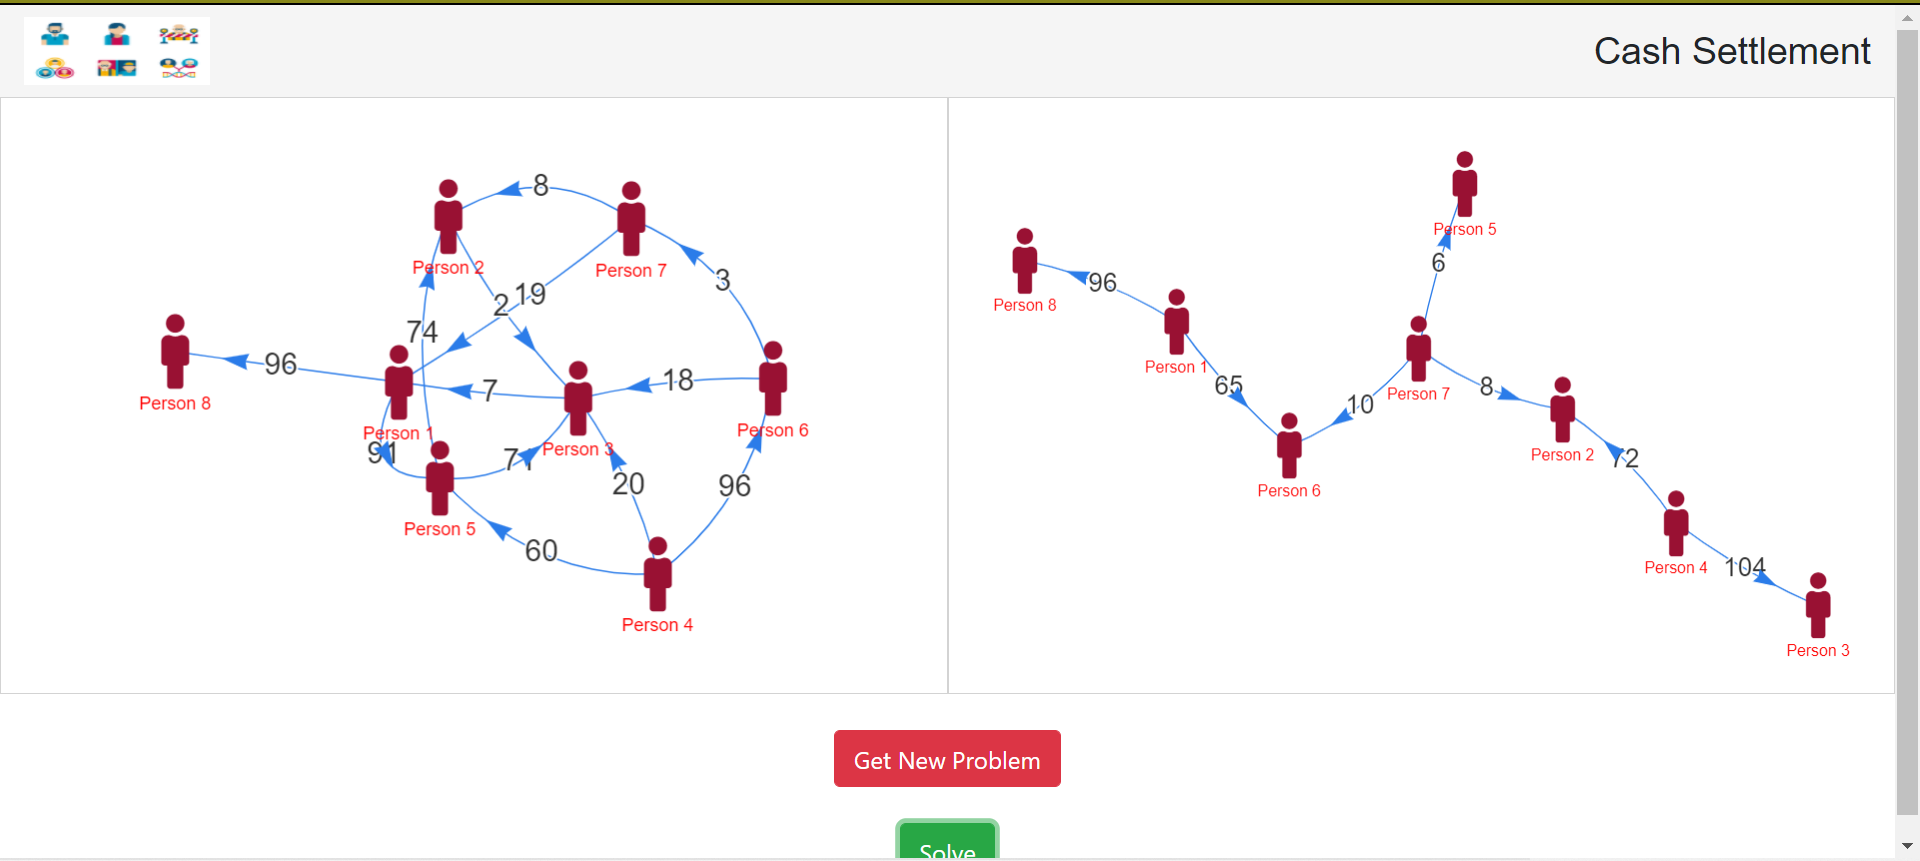 Cash Settlement
8
Person 2
Person 7
3
2
19
74
96
7
18
Person 8
Person 1
Person 3
Person 6
91
71
20
96
Person 5
60
Person 4
Person 5
6
Person 8
96
Person 1
65
10
Person 7
8
Person 6
Person 2
72
Person 4
104
Person 3
Get New Problem
Solve